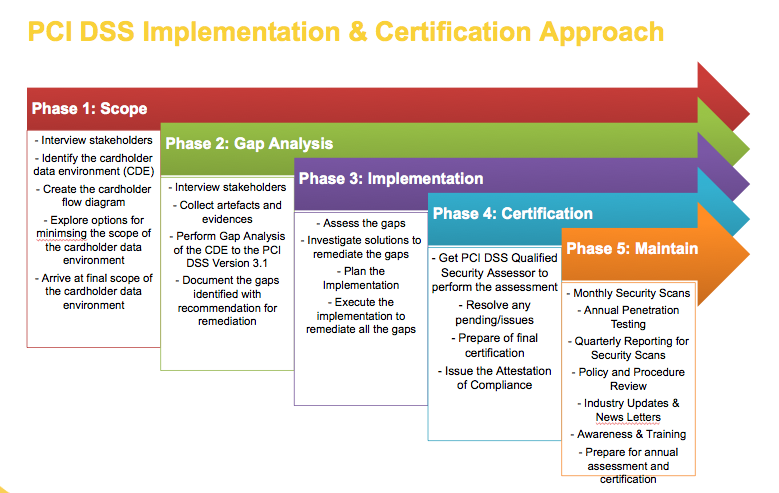 PCI DSS Implementation & Certification Approach
Phase 1: Scope
- Interview stakeholders
- Identify the cardholder
data environment (CDE)
- Create the cardholder
flow diagram
- Explore options for
minimsing the scope of
the cardholder data
environment
- Arrive at final scope of
the cardholder data
environment
Phase 2: Gap Analysis
- Interview stakeholders
- Collect artefacts and
evidences
- Perform Gap Analysis
of the CDE to the PCI
DSS Version 3.1
- Document the gaps
identified with
recommendation for
remediation
Phase 3: Implementation
- Assess the gaps
- Investigate solutions to
remediate the gaps
- Plan the
Implementation
- Execute the
implementation to
remediate all the gaps
Phase 4: Certification
- Get PCI DSS Qualified
Security Assessor to
perform the assessment
- Resolve any
pending/issues
- Prepare of final
certification
- Issue the Attestation
of Compliance
Phase 5: Maintain
- Monthly Security Scans
- Annual Penetration
Testing
- Quarterly Reporting for
Security Scans
- Policy and Procedure
Review
- Industry Updates &
News Letters
- Awareness & Training
- Prepare for annual
assessment and
certification